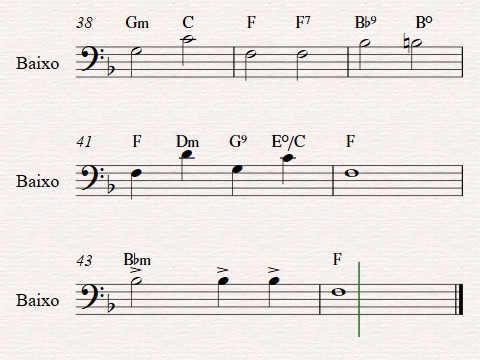 38 Gm C F F⁷ B♭⁹ B°
Baixo
41 F Dm G⁹ E°/C F
Baixo
43 B♭m F
Baixo